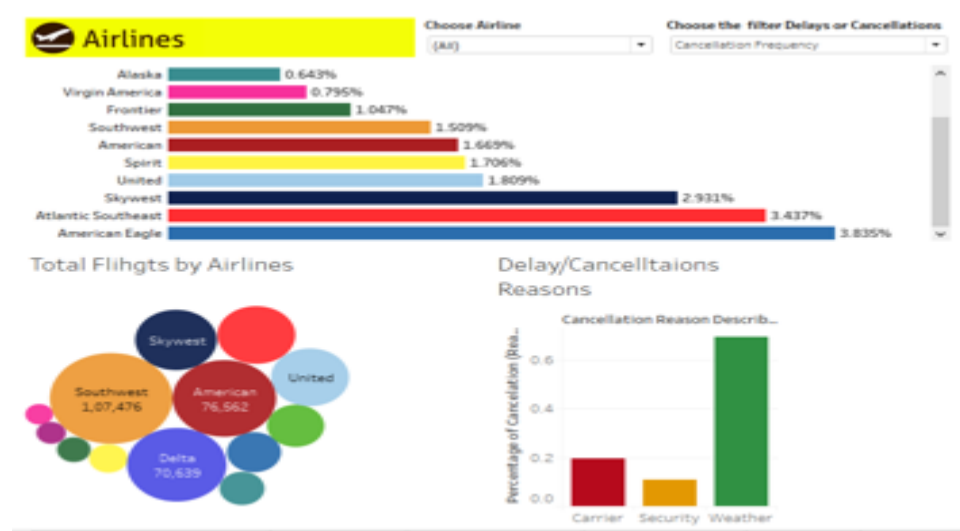 Airlines
Choose Airline
(All)
Choose the filter Delays or Cancellations
Cancellation Frequency
Alaska 0.643%
Virgin America 0.795%
Frontier 1.047%
Southwest 1.509%
American 1.669%
Spirit 1.706%
United 1.809%
Skywest 2.931%
Atlantic Southeast 3.437%
American Eagle 3.835%
Total Flihgts by Airlines
Skywest
United
Southwest
1,07,476
American
76,562
Delta
70,639
Delay/Cancelltaions
Reasons
Cancellation Reason Describ...
Percentage of Cancelation (Rea...
0.6
0.4
0.2
0.0
Carrier Security Weather